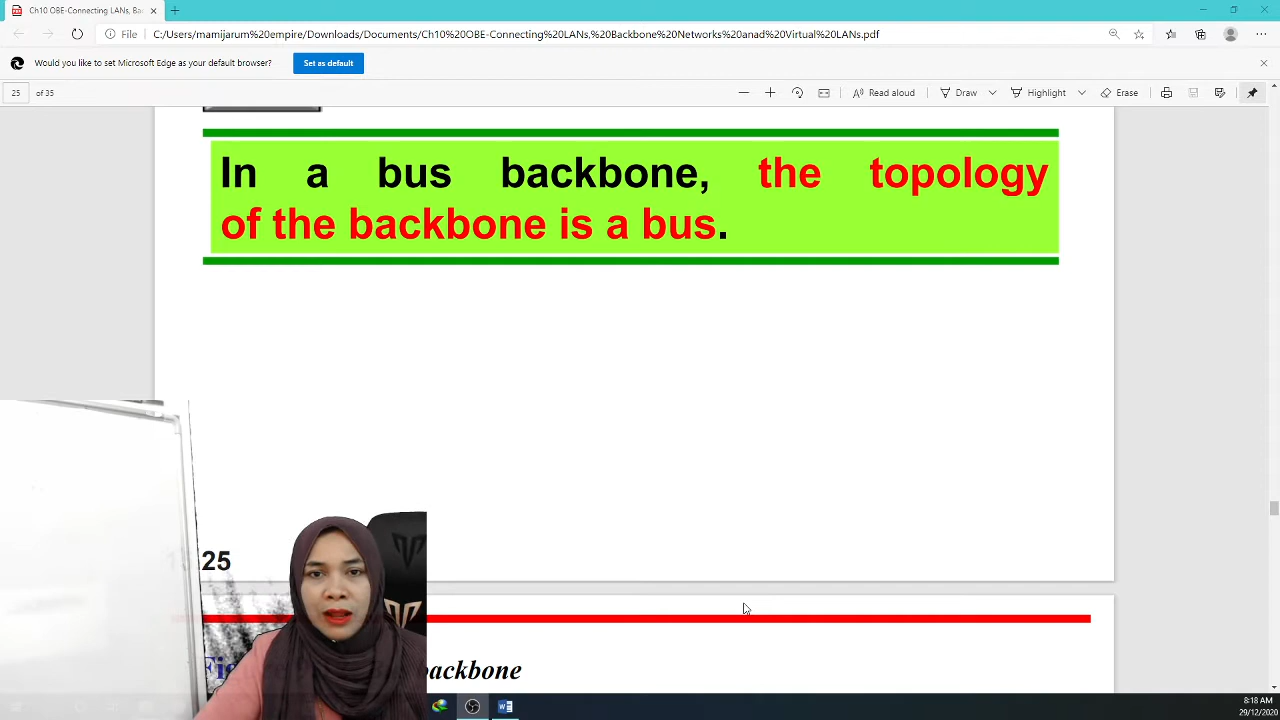 Ch10 OBE-Connecting LANs, Ba
File
C:/Users/mamijarum%20empire/Downloads/Documents/Ch10%20OBE-Connecting%20LANs,%20Backbone%20Networks%20anad%20Virtual%20LANs.pdf
Would you like to set Microsoft Edge as your default browser?
Set as default
25 of 35
Read aloud
Draw
Highlight
Erase
In a bus backbone, the topology
of the backbone is a bus.
25
backbone
8:18 AM
29/12/2020